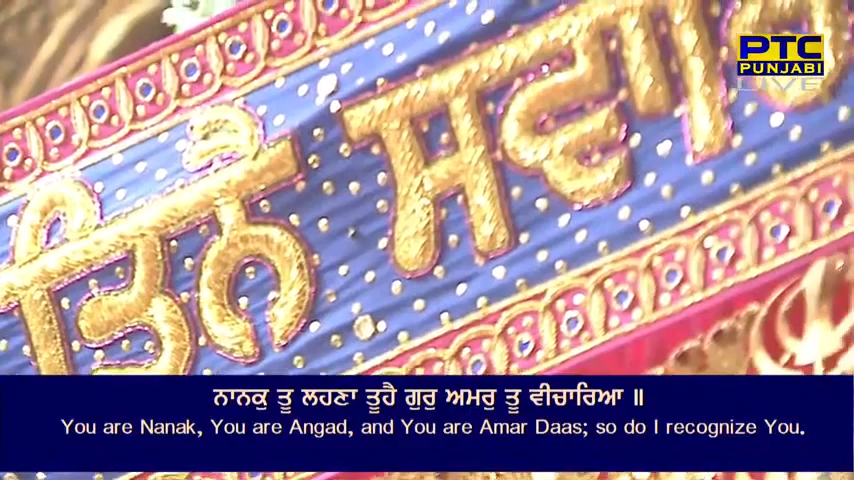 PTC
PUNJABI
LIVE
ਤਿਨੈ ਸਵਾ
ਨਾਨਕੁ ਤੂ ਲਹਣਾ ਤੂਹੈ ਗੁਰੁ ਅਮਰੁ ਤੂ ਵੀਚਾਰਿਆ ॥
You are Nanak, You are Angad, and You are Amar Daas; so do I recognize You.